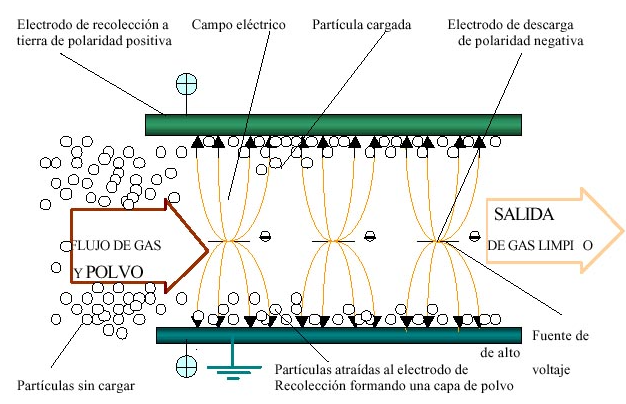 Electrodo de recolección a
tierra de polaridad positiva
Campo eléctrico
Partícula cargada
Electrodo de descarga
de polaridad negativa
FLUJO DE GAS
Y POLVO
SALIDA
DE GAS LIMPI O
Fuente de
de alto
voltaje
Partículas sin cargar
Partículas atraídas al electrodo de
Recolección formando una capa de polvo